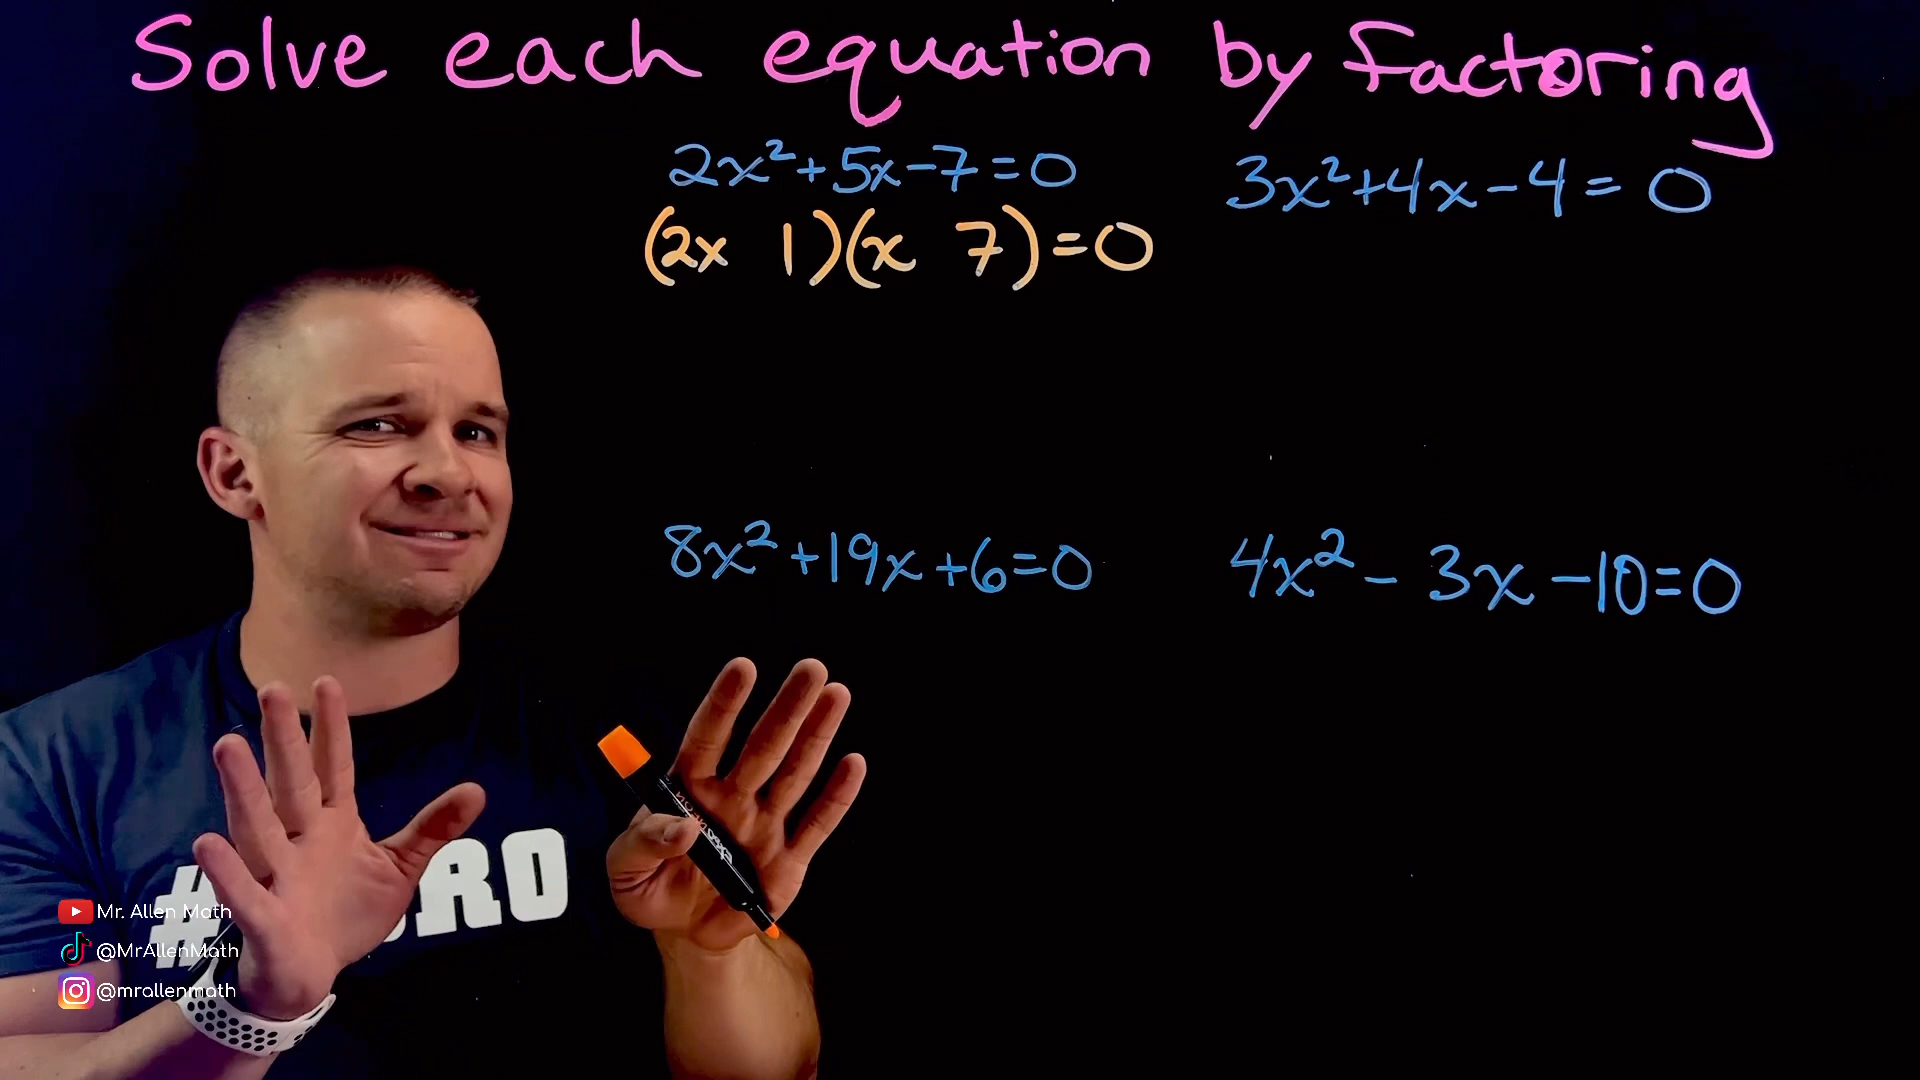 Solve each equation by factoring
2x²+5x-7=0
3x²+4x-4=0
(2x 1)(x 7)=0
8x²+19x+6=0
4x²-3x-10=0
EXPO
#
RO
Mr. Allen Math
@MrAllenMath
@mrallenmath